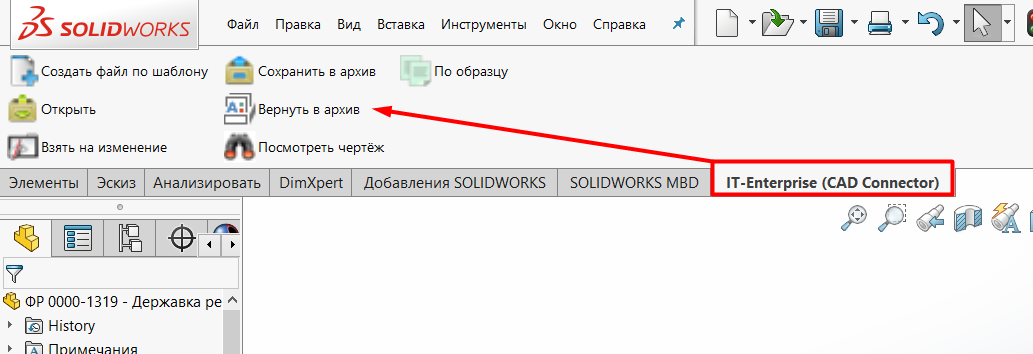 SOLIDWORKS Файл Правка Вид Вставка Инструменты Окно Справка
Создать файл по шаблону Сохранить в архив По образцу
Открыть Вернуть в архив
Взять на изменение Посмотреть чертёж
Элементы Эскиз Анализировать DimXpert Добавления SOLIDWORKS SOLIDWORKS MBD IT-Enterprise (CAD Connector)
ФР 0000-1319 - Державка ре
History
Примечания